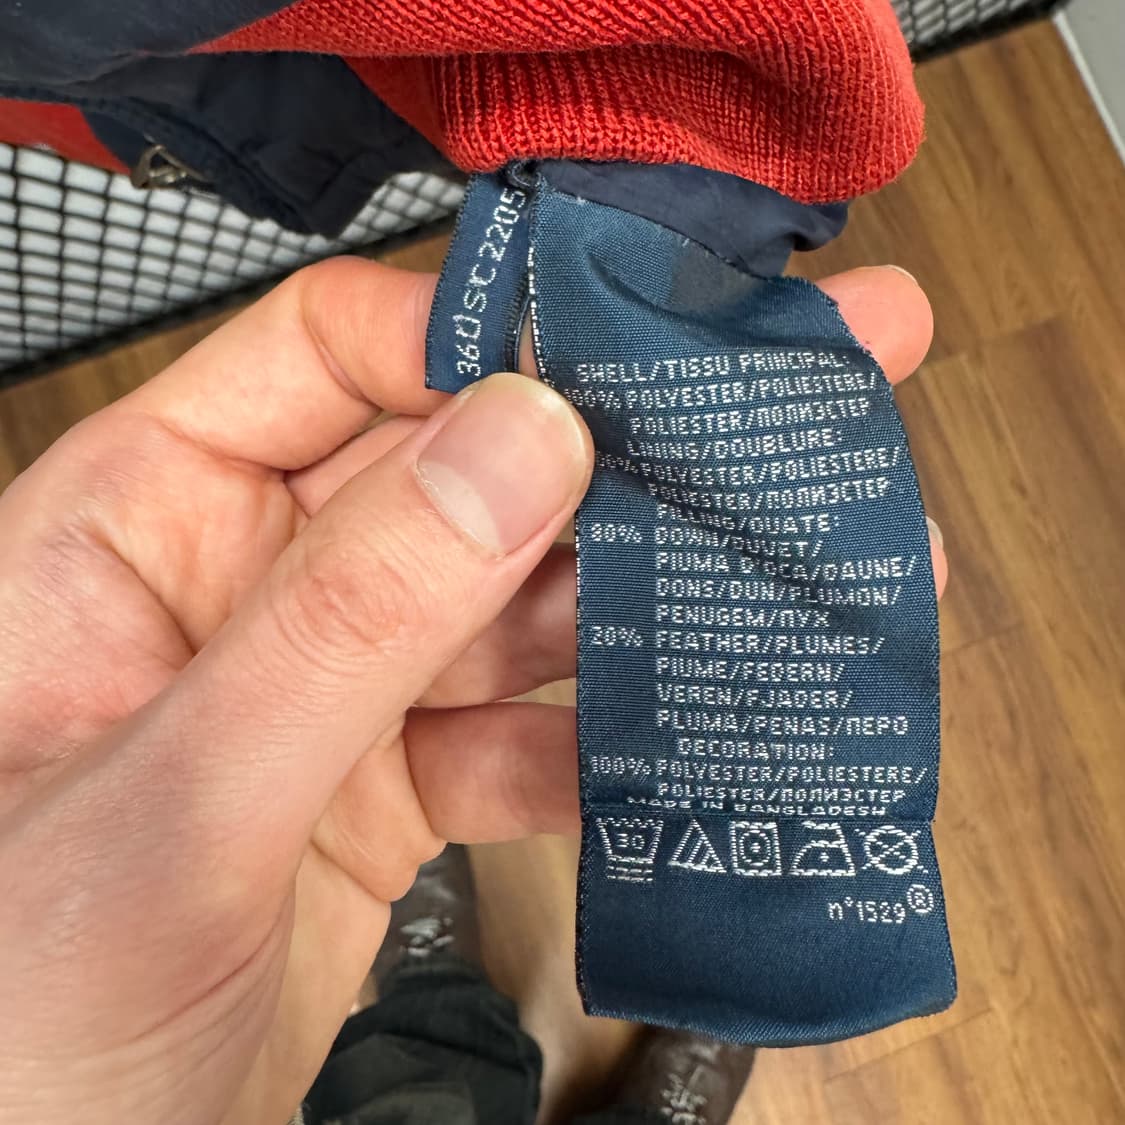 360SC2205
SHELL/TISSU PRINCIPAL:
100% POLYESTER/POLIESTERE/
POLIESTER/ПОЛИЭСТЕР
LINING/DOUBLURE:
POLYESTER/POLIESTERE/
POLIESTER/ПОЛИЭСТЕР
FILLING/OUATE:
80% DOWN/DUVET/
PIUMA D'OCA/DAUNE/
DONS/DUN/PLUMON/
PENUGEM/ПУХ
20% FEATHER/PLUMES/
PIUME/FEDERN/
VEREN/FJADER/
PLUMA/PENAS/ПЕРО
DECORATION:
100% POLYESTER/POLIESTERE/
POLIESTER/ПОЛИЭСТЕР
MADE IN BANGLADESH
30
n°1529®